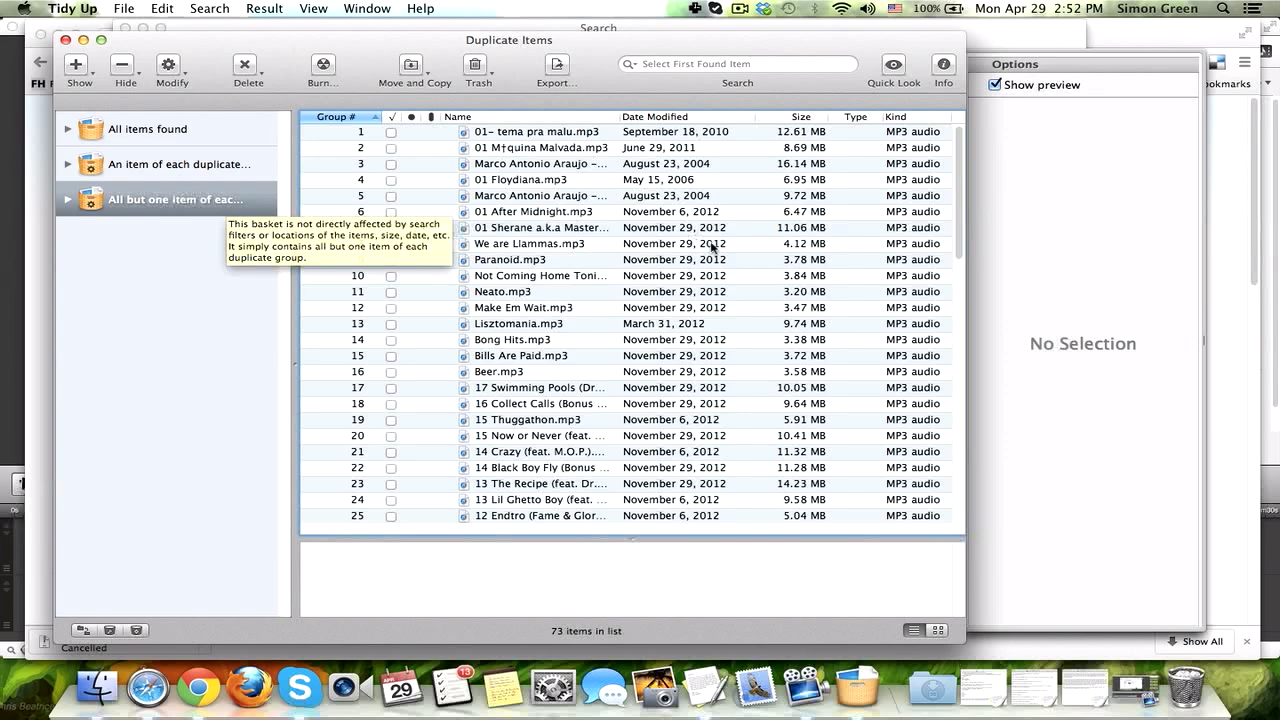 Tidy Up File Edit Search Result View Window Help 100% Mon Apr 29 2:52 PM Simon Green
Search
Duplicate Items
Show Hide Modify Delete Burn Move and Copy Trash Export... Select First Found Item Search Quick Look Info
FH
Options
Show preview
ookmarks
All items found
An item of each duplicate...
All but one item of eac...
This basket is not directly affected by search
filters or locations of the items, size, date, etc.
It simply contains all but one item of each
duplicate group.
Group # ✓ Name Date Modified Size Type Kind
1 01- terna pra malu.mp3 September 18, 2010 12.61 MB MP3 audio
2 01 M†quina Malvada.mp3 June 29, 2011 8.69 MB MP3 audio
3 Marco Antonio Araujo -... August 23, 2004 16.14 MB MP3 audio
4 01 Floydiana.mp3 May 15, 2006 6.95 MB MP3 audio
5 Marco Antonio Araujo -... August 23, 2004 9.72 MB MP3 audio
6 01 After Midnight.mp3 November 6, 2012 6.47 MB MP3 audio
01 Sherane a.k.a Master... November 29, 2012 11.06 MB MP3 audio
We are Llammas.mp3 November 29, 2012 4.12 MB MP3 audio
Paranoid.mp3 November 29, 2012 3.78 MB MP3 audio
10 Not Coming Home Toni... November 29, 2012 3.84 MB MP3 audio
11 Neato.mp3 November 29, 2012 3.20 MB MP3 audio
12 Make Em Wait.mp3 November 29, 2012 3.47 MB MP3 audio
13 Lisztomania.mp3 March 31, 2012 9.74 MB MP3 audio
14 Bong Hits.mp3 November 29, 2012 3.38 MB MP3 audio
15 Bills Are Paid.mp3 November 29, 2012 3.72 MB MP3 audio
16 Beer.mp3 November 29, 2012 3.58 MB MP3 audio
17 17 Swimming Pools (Dr... November 29, 2012 10.05 MB MP3 audio
18 16 Collect Calls (Bonus ... November 29, 2012 9.64 MB MP3 audio
19 15 Thuggathon.mp3 November 6, 2012 5.91 MB MP3 audio
20 15 Now or Never (feat. ... November 29, 2012 10.41 MB MP3 audio
21 14 Crazy (feat. M.O.P.).... November 6, 2012 11.32 MB MP3 audio
22 14 Black Boy Fly (Bonus ... November 29, 2012 11.28 MB MP3 audio
23 13 The Recipe (feat. Dr.... November 29, 2012 14.23 MB MP3 audio
24 13 Lil Ghetto Boy (feat. ... November 6, 2012 9.58 MB MP3 audio
25 12 Endtro (Fame & Glor... November 6, 2012 5.04 MB MP3 audio
No Selection
73 items in list
Cancelled
Show All